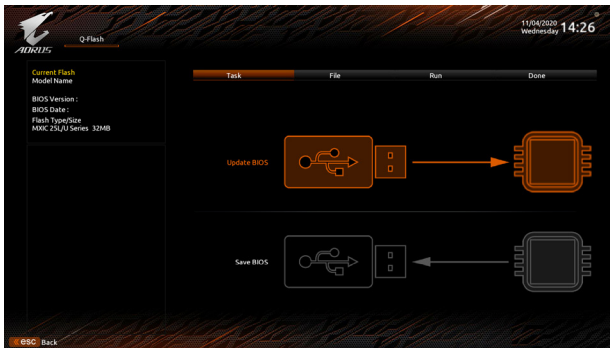 AORUS
Q-Flash
11/04/2020
Wednesday
14:26
Current Flash
Model Name
BIOS Version :
BIOS Date :
Flash Type/Size
MXIC 25L/U Series 32MB
Task File Run Done
Update BIOS
Save BIOS
esc Back